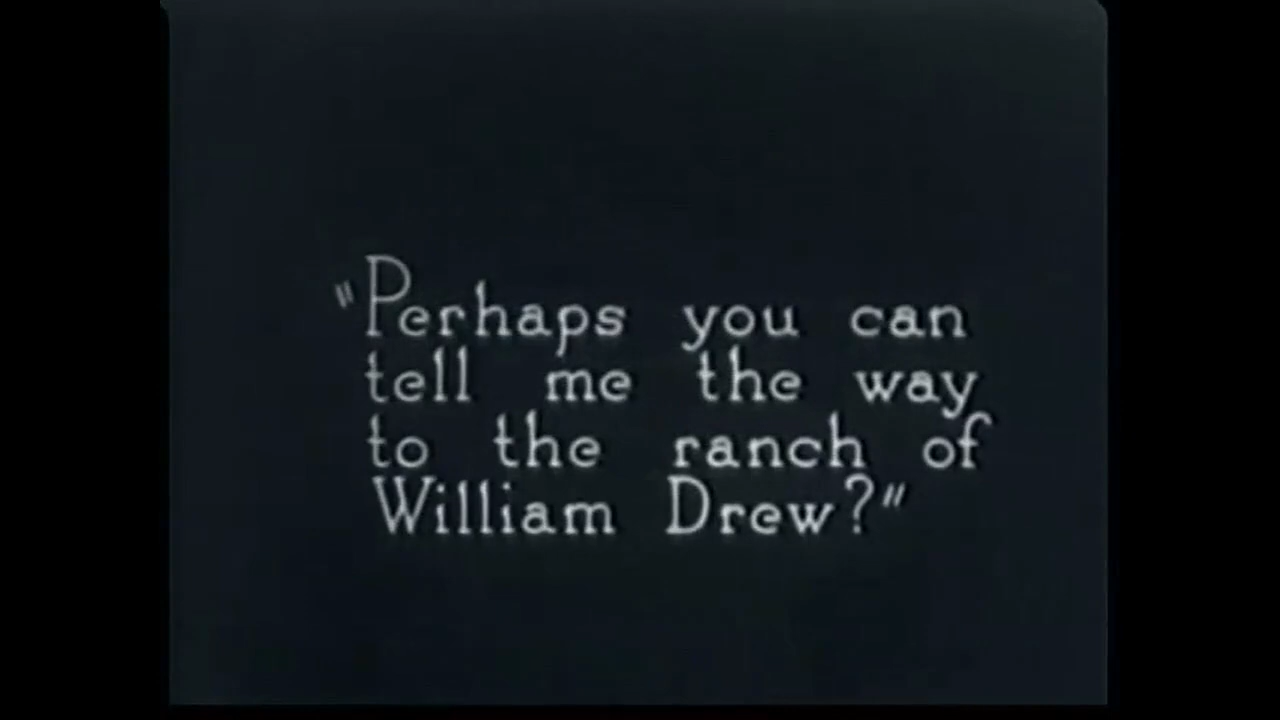 "Perhaps you can
tell me the way
to the ranch of
William Drew?"